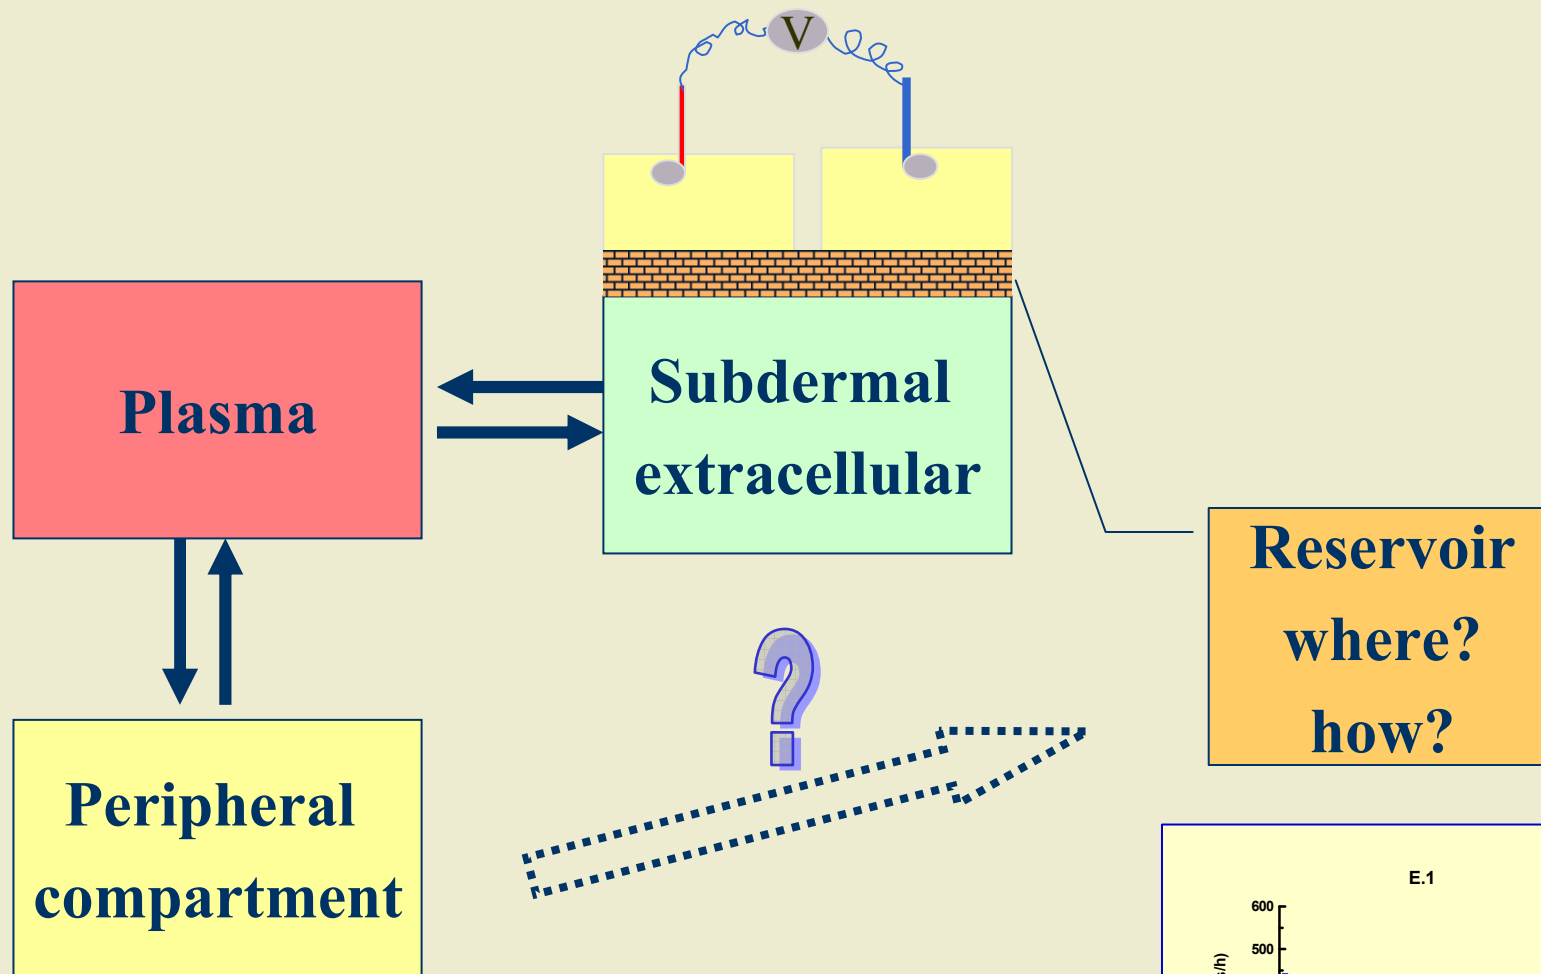 V
Plasma
Subdermal
extracellular
Reservoir
where?
how?
?
Peripheral
compartment
E.1
600
500
s/h)